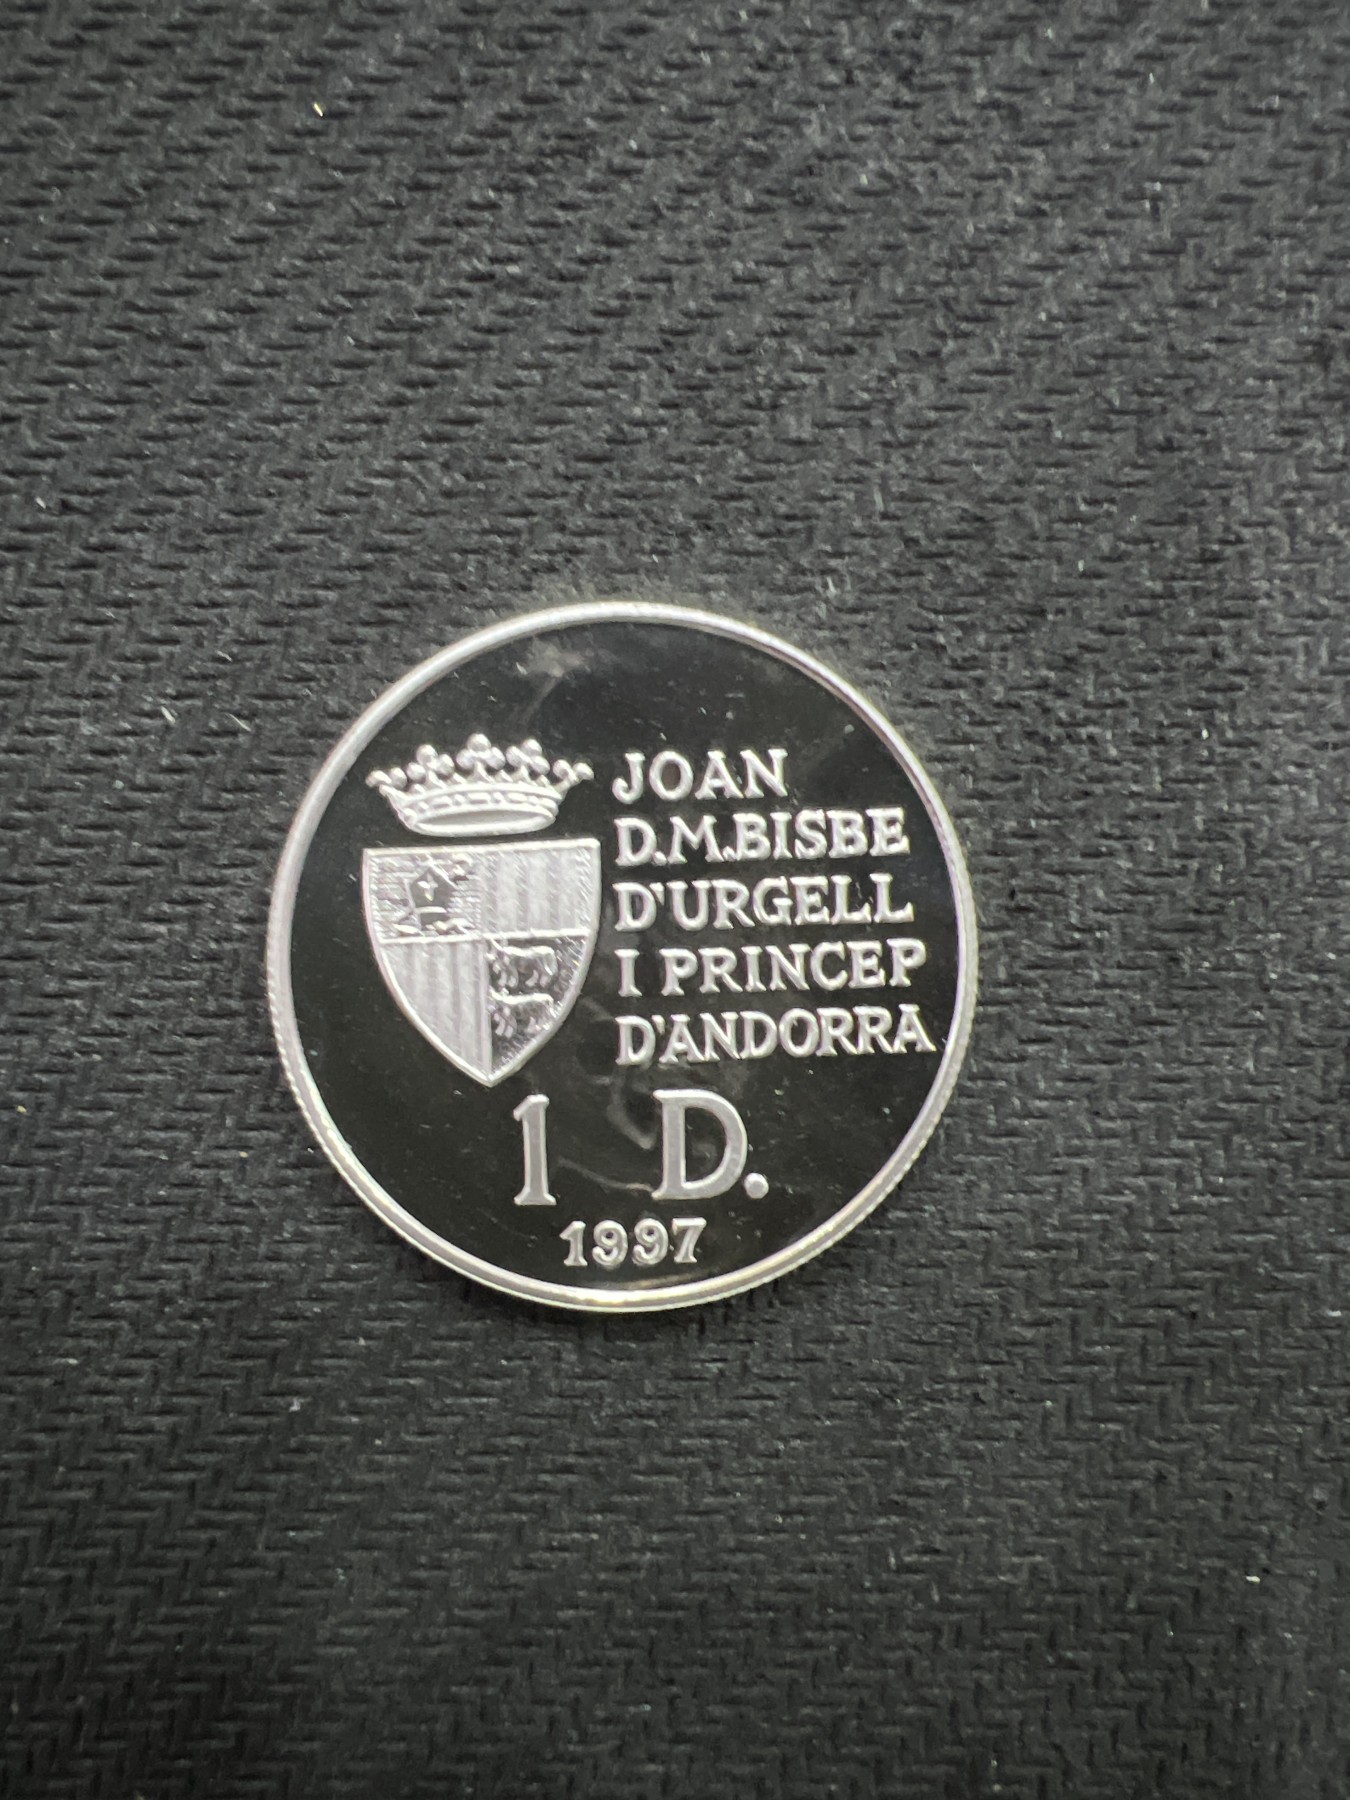 JOAN
D.M.BISBE
D'URGELL
I PRINCEP
D'ANDORRA
1 D.
1997